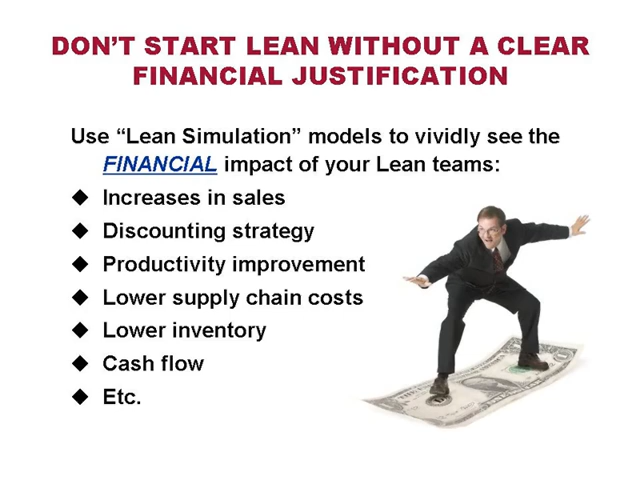 DON'T START LEAN WITHOUT A CLEAR
FINANCIAL JUSTIFICATION
Use “Lean Simulation” models to vividly see the
FINANCIAL impact of your Lean teams:
◆ Increases in sales
◆ Discounting strategy
◆ Productivity improvement
◆ Lower supply chain costs
◆ Lower inventory
◆ Cash flow
◆ Etc.